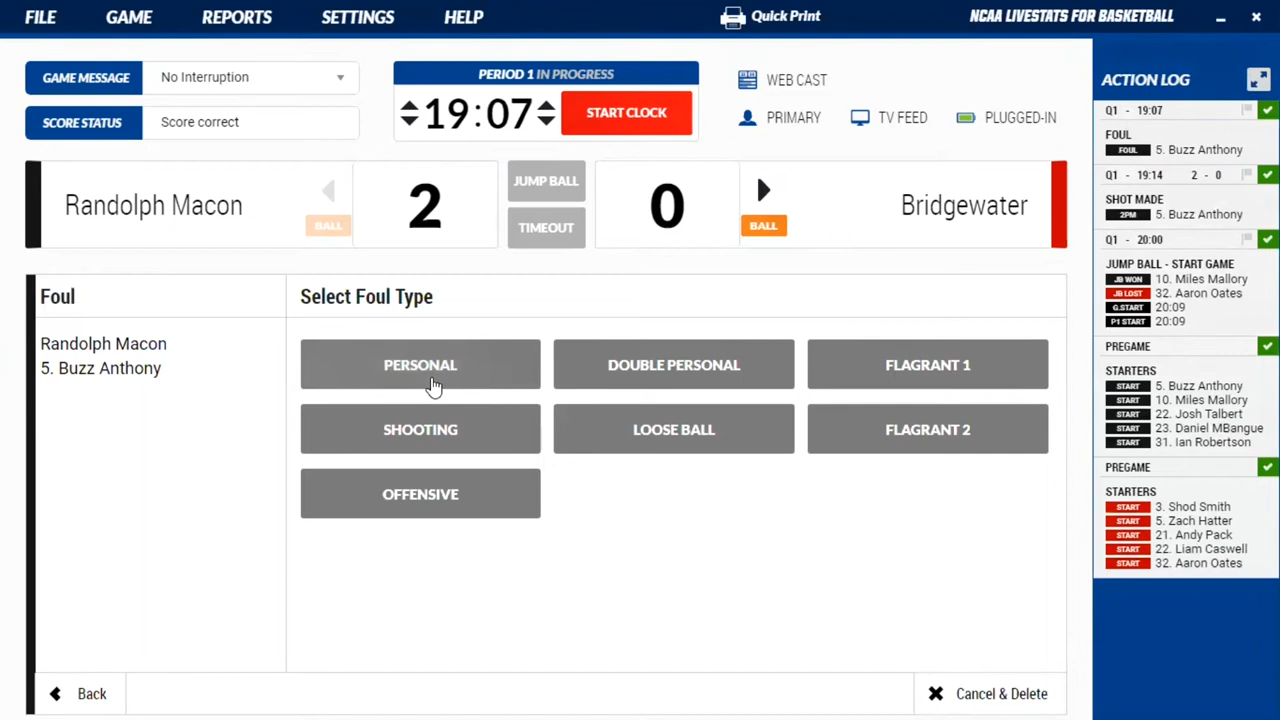 FILE GAME REPORTS SETTINGS HELP Quick Print NCAA LIVESTATS FOR BASKETBALL
GAME MESSAGE No Interruption
SCORE STATUS Score correct
PERIOD 1 IN PROGRESS
19:07 START CLOCK
WEB CAST
PRIMARY TV FEED PLUGGED-IN
Randolph Macon
BALL
2
JUMP BALL
TIMEOUT
0
BALL
Bridgewater
Foul
Randolph Macon
5. Buzz Anthony
Select Foul Type
PERSONAL DOUBLE PERSONAL FLAGRANT 1
SHOOTING LOOSE BALL FLAGRANT 2
OFFENSIVE
Back
Cancel & Delete
ACTION LOG
Q1 - 19:07
FOUL
FOUL 5. Buzz Anthony
Q1 - 19:14 2 - 0
SHOT MADE
2PM 5. Buzz Anthony
Q1 - 20:00
JUMP BALL - START GAME
JB WON 10. Miles Mallory
JB LOST 32. Aaron Oates
G.START 20:09
P1 START 20:09
PREGAME
STARTERS
START 5. Buzz Anthony
START 10. Miles Mallory
START 22. Josh Talbert
START 23. Daniel MBangue
START 31. Ian Robertson
PREGAME
STARTERS
START 3. Shod Smith
START 5. Zach Hatter
START 21. Andy Pack
START 22. Liam Caswell
START 32. Aaron Oates